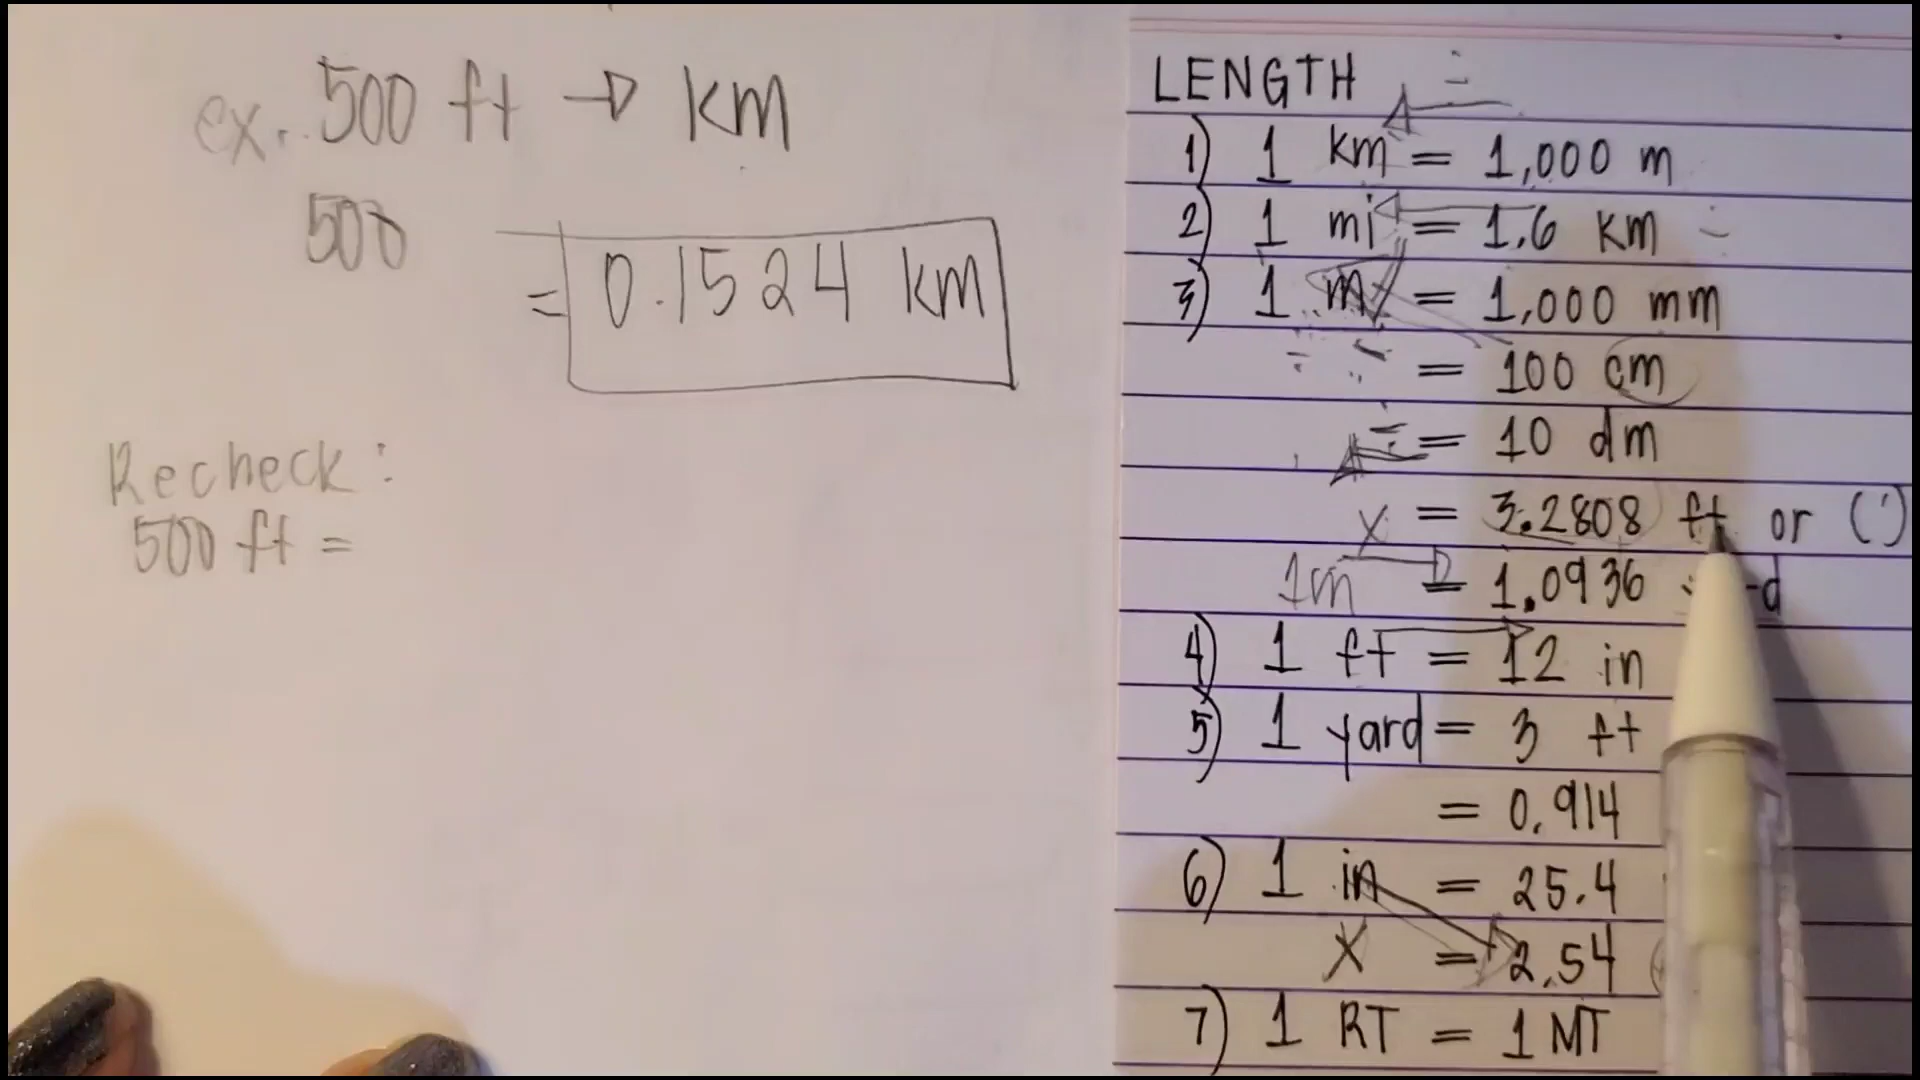 ex. 500 ft → km
500
= 0.1524 km
Recheck :
500 ft =
LENGTH ÷
1) 1 km = 1,000 m
2) 1 mi = 1.6 km ÷
3) 1 m = 1,000 mm
= 100 cm
÷ = 10 dm
x = 3.2808 ft or (')
1m = 1.0936
4) 1 ft = 12 in
5) 1 yard = 3 ft
= 0.914
6) 1 in = 25.4
x = 2.54
7) 1 RT = 1 MT